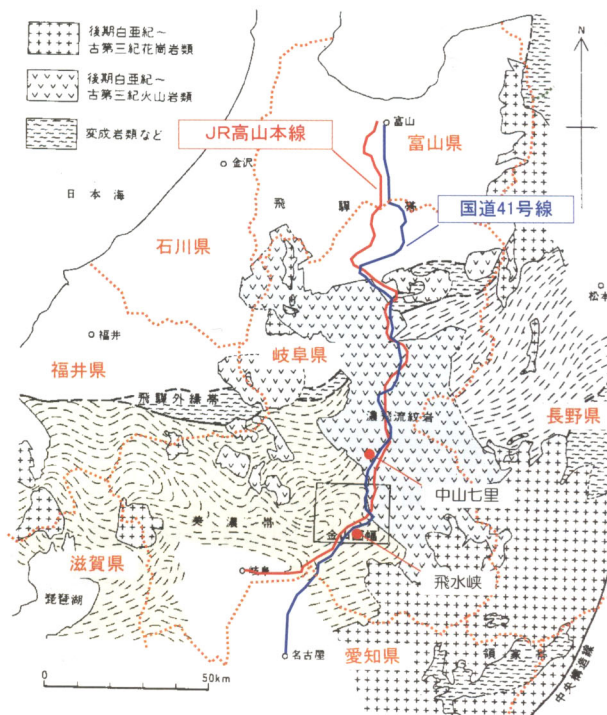 後期白亜紀〜
古第三紀花崗岩類
後期白亜紀〜
古第三紀火山岩類
変成岩類など
N
JR高山本線
富山
富山県
金沢
日本海
飛騨帯
国道41号線
石川県
松本
福井
岐阜県
福井県
飛騨外縁帯
濃飛流紋岩
長野県
中山七里
美濃帯
金山図幅
滋賀県
岐阜
飛水峡
琵琶湖
名古屋
愛知県
領家帯
中央構造線
0
50km